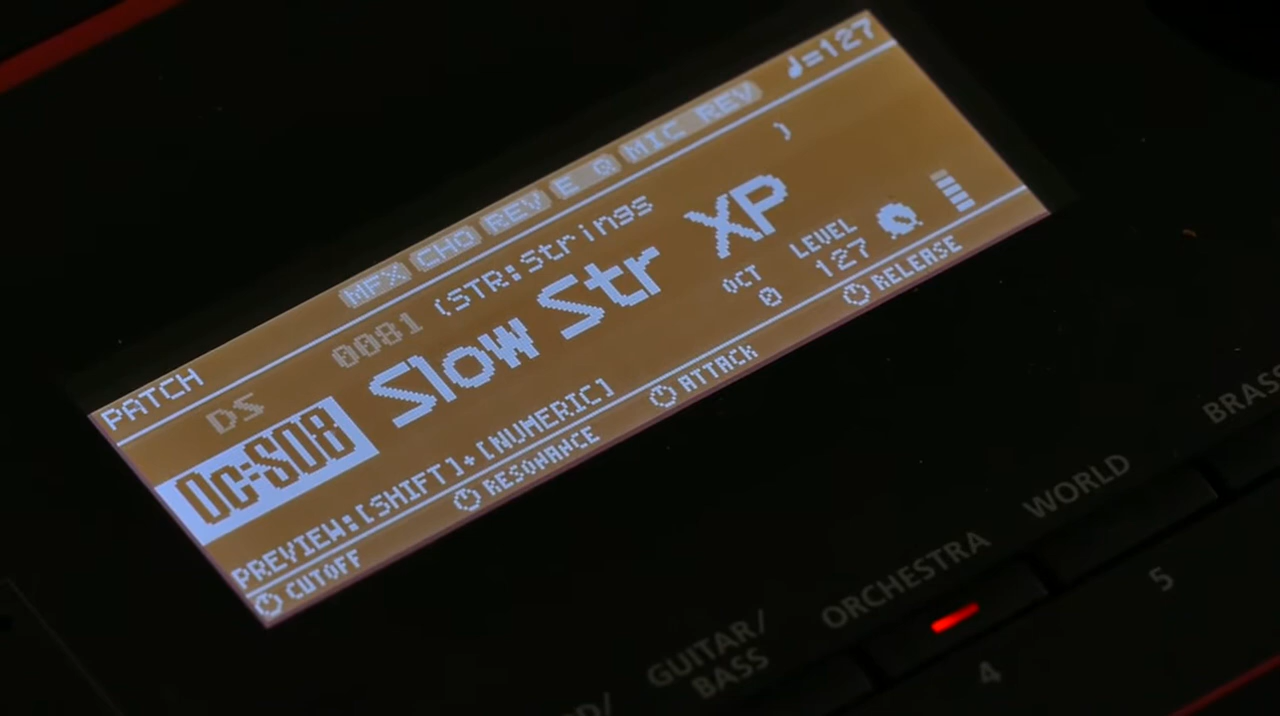 PATCH MFX CHO REV E Q MIC REV ♩=127
DS 0081 (STR:Strings )
Slow Str XP
OCT LEVEL
0 127
PREVIEW:[SHIFT]+[NUMERIC]
CUTOFF RESONANCE ATTACK RELEASE
BRASS
WORLD
ORCHESTRA
GUITAR/
BASS
4
5